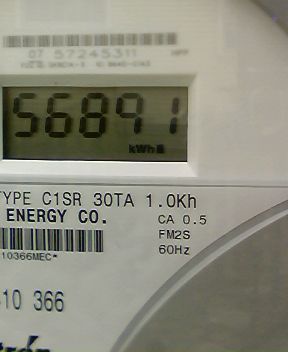 07 57245311
56891
kWh
TYPE C1SR 30TA 1.0Kh
ENERGY CO.
CA 0.5
FM2S
60Hz
10366MEC*
10 366